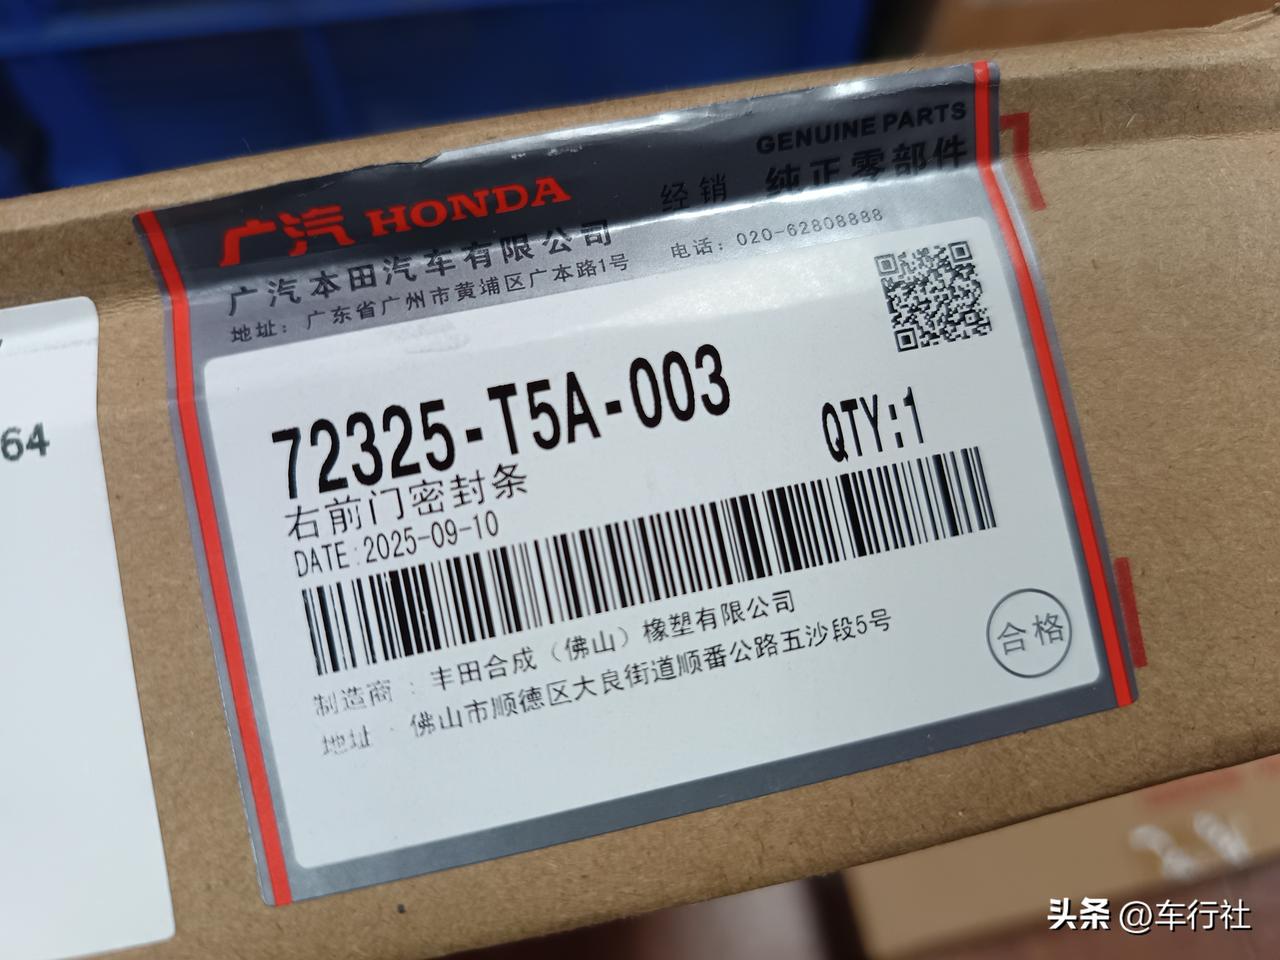 GENUINE PARTS
广汽 HONDA 经销 纯正零部件
广汽本田汽车有限公司 电话：020-62808888
地址：广东省广州市黄埔区广本路1号
72325-T5A-003
QTY:1
右前门密封条
DATE:2025-09-10
制造商：丰田合成（佛山）橡塑有限公司
地址：佛山市顺德区大良街道顺番公路五沙段5号
合格
64
头条 @车行社